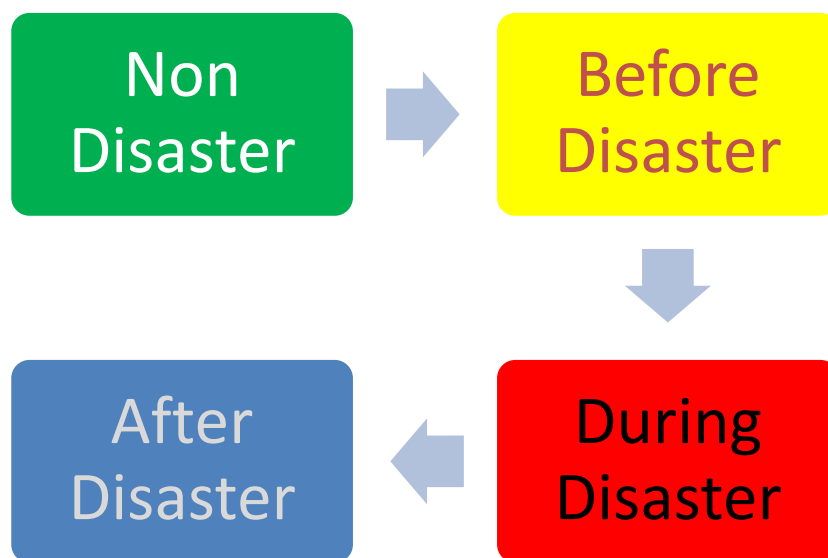 Non
Disaster
Before
Disaster
After
Disaster
During
Disaster